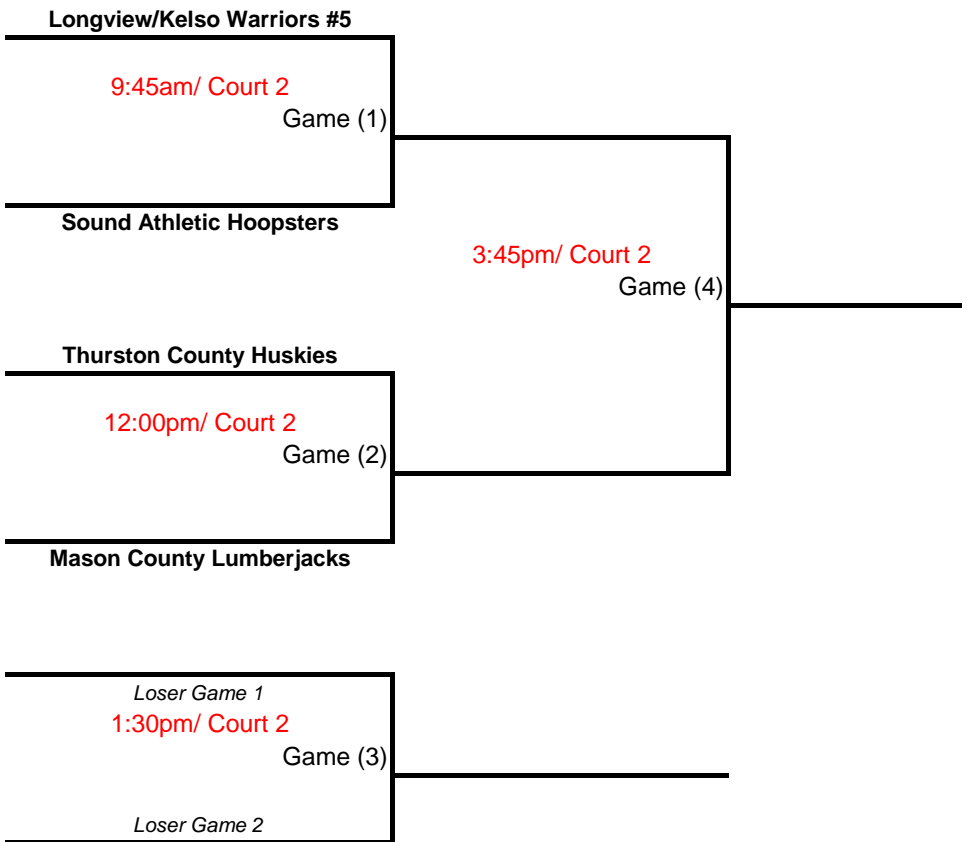 Longview/Kelso Warriors #5
9:45am/ Court 2
Game (1)
Sound Athletic Hoopsters
3:45pm/ Court 2
Game (4)
Thurston County Huskies
12:00pm/ Court 2
Game (2)
Mason County Lumberjacks
Loser Game 1
1:30pm/ Court 2
Game (3)
Loser Game 2